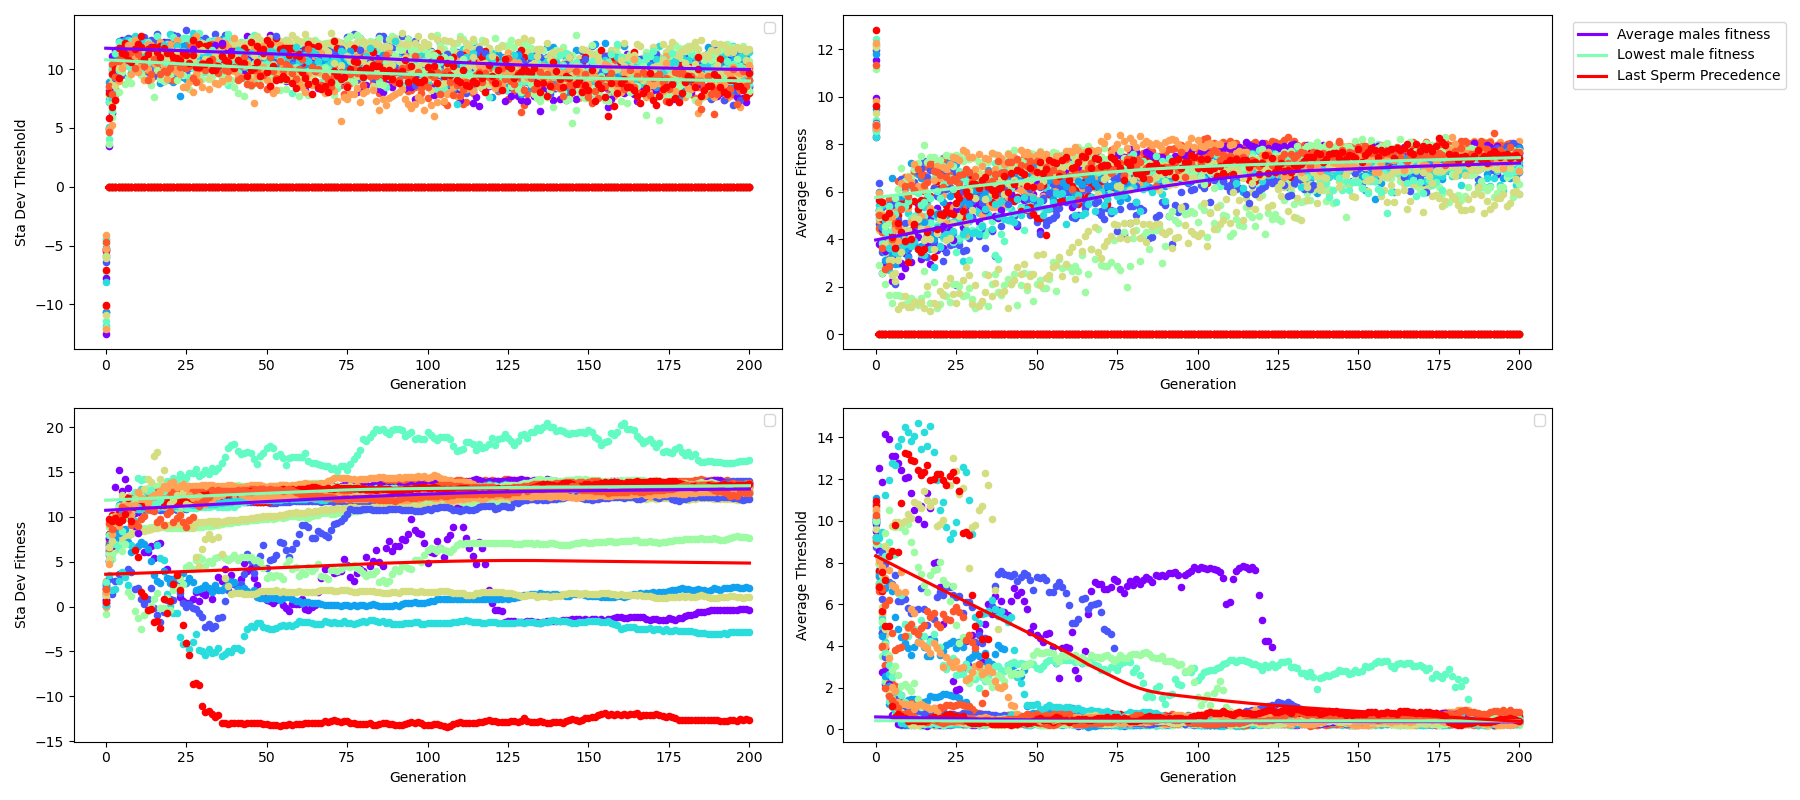 Sta Dev Threshold
10
5
0
−5
−10
0 25 50 75 100 125 150 175 200
Generation
Average Fitness
12
10
8
6
4
2
0
0 25 50 75 100 125 150 175 200
Generation
Average males fitness
Lowest male fitness
Last Sperm Precedence
Sta Dev Fitness
20
15
10
5
0
−5
−10
−15
0 25 50 75 100 125 150 175 200
Generation
Average Threshold
14
12
10
8
6
4
2
0
0 25 50 75 100 125 150 175 200
Generation